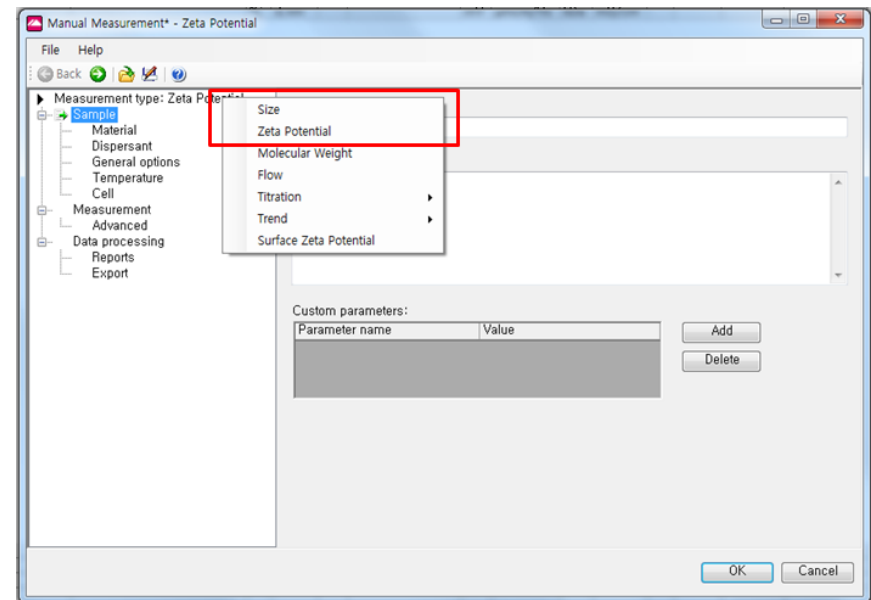 Manual Measurement* - Zeta Potential
File Help
Back
Measurement type: Zeta Potential
Sample
Material
Dispersant
General options
Temperature
Cell
Measurement
Advanced
Data processing
Reports
Export
Size
Zeta Potential
Molecular Weight
Flow
Titration
Trend
Surface Zeta Potential
Custom parameters:
Parameter name Value
Add
Delete
OK Cancel